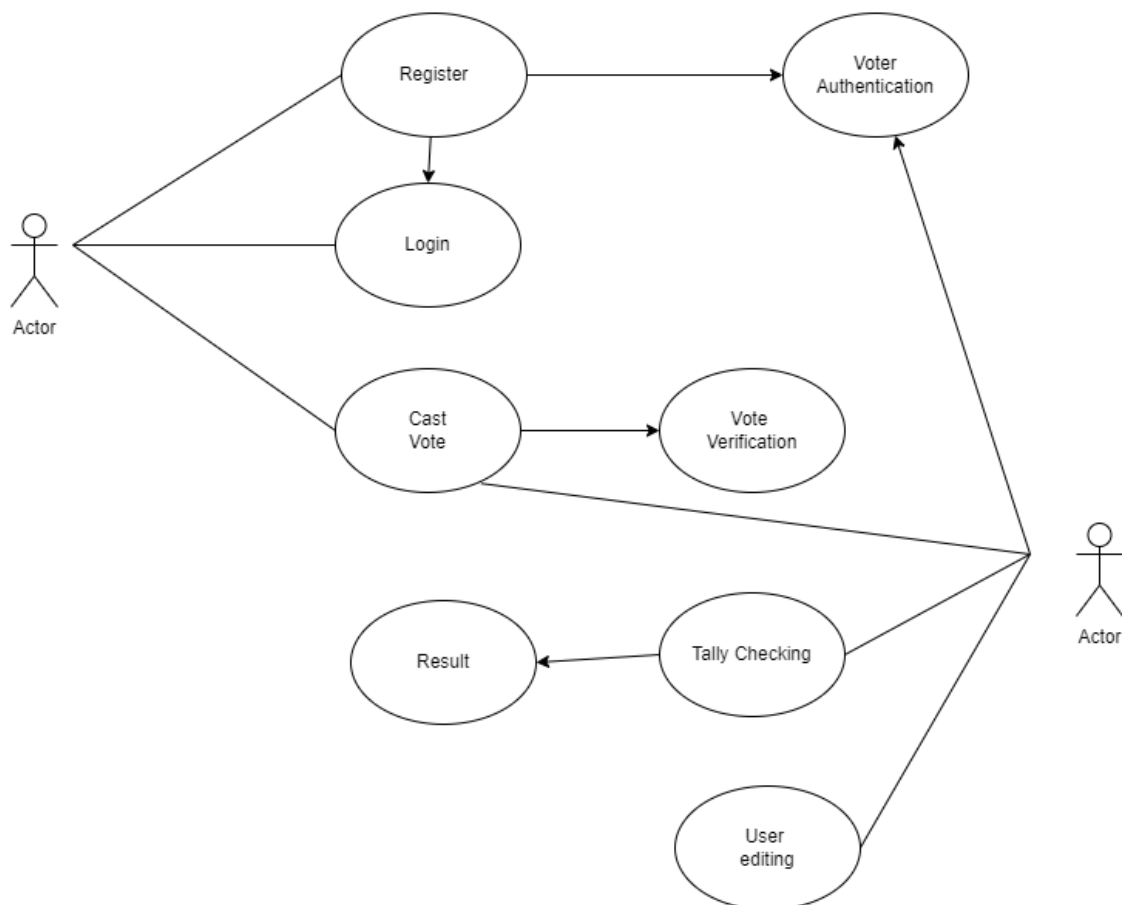 Register
Voter
Authentication
Login
Actor
Cast
Vote
Vote
Verification
Result
Tally Checking
Actor
User
editing